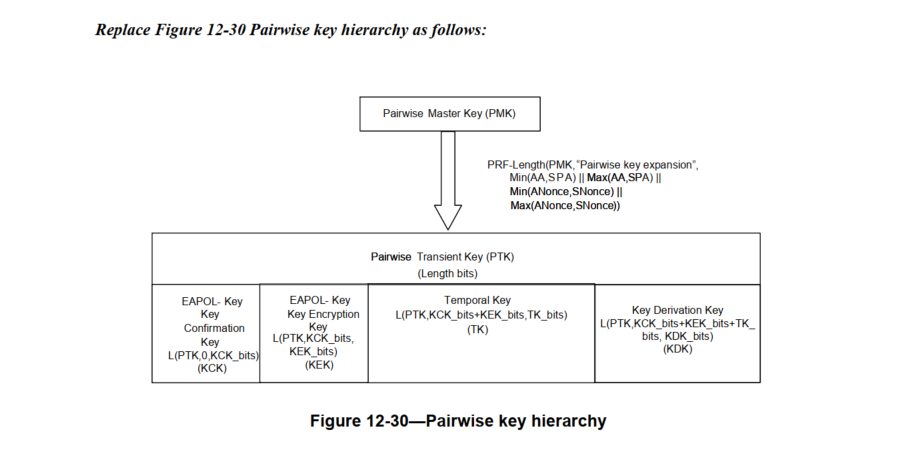 Replace Figure 12-30 Pairwise key hierarchy as follows:
Pairwise Master Key (PMK)
PRF-Length(PMK,"Pairwise key expansion",
Min(AA,SPA) || Max(AA,SPA) ||
Min(ANonce,SNonce) ||
Max(ANonce,SNonce))
Pairwise Transient Key (PTK)
(Length bits)
EAPOL- Key
Key
Confirmation
Key
L(PTK,0,KCK_bits)
(KCK)
EAPOL- Key
Key Encryption
Key
L(PTK,KCK_bits,
KEK_bits)
(KEK)
Temporal Key
L(PTK,KCK_bits+KEK_bits,TK_bits)
(TK)
Key Derivation Key
L(PTK,KCK_bits+KEK_bits+TK_
bits, KDK_bits)
(KDK)
Figure 12-30—Pairwise key hierarchy